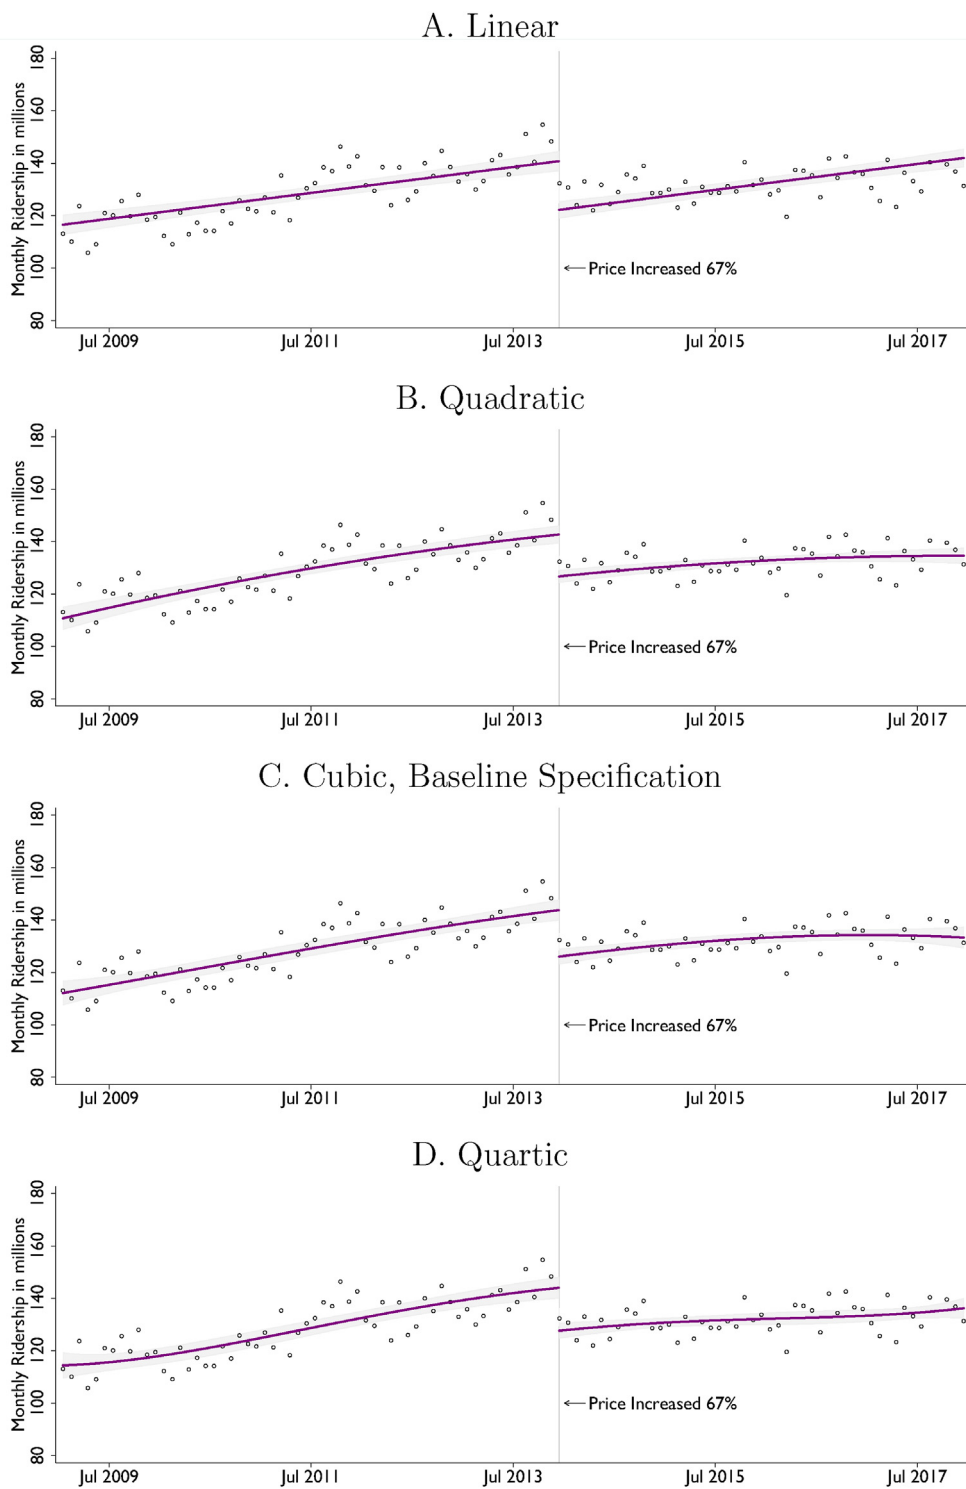 A. Linear
Monthly Ridership in millions
180
160
140
120
100
80
←Price Increased 67%
Jul 2009 Jul 2011 Jul 2013 Jul 2015 Jul 2017
B. Quadratic
Monthly Ridership in millions
180
160
140
120
100
80
←Price Increased 67%
Jul 2009 Jul 2011 Jul 2013 Jul 2015 Jul 2017
C. Cubic, Baseline Specification
Monthly Ridership in millions
180
160
140
120
100
80
←Price Increased 67%
Jul 2009 Jul 2011 Jul 2013 Jul 2015 Jul 2017
D. Quartic
Monthly Ridership in millions
180
160
140
120
100
80
←Price Increased 67%
Jul 2009 Jul 2011 Jul 2013 Jul 2015 Jul 2017